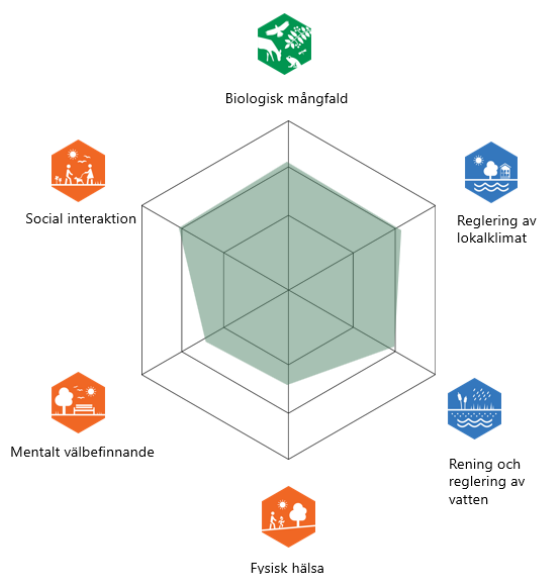 Biologisk mångfald
Social interaktion
Reglering av
lokalklimat
Mentalt välbefinnande
Rening och
reglering av
vatten
Fysisk hälsa